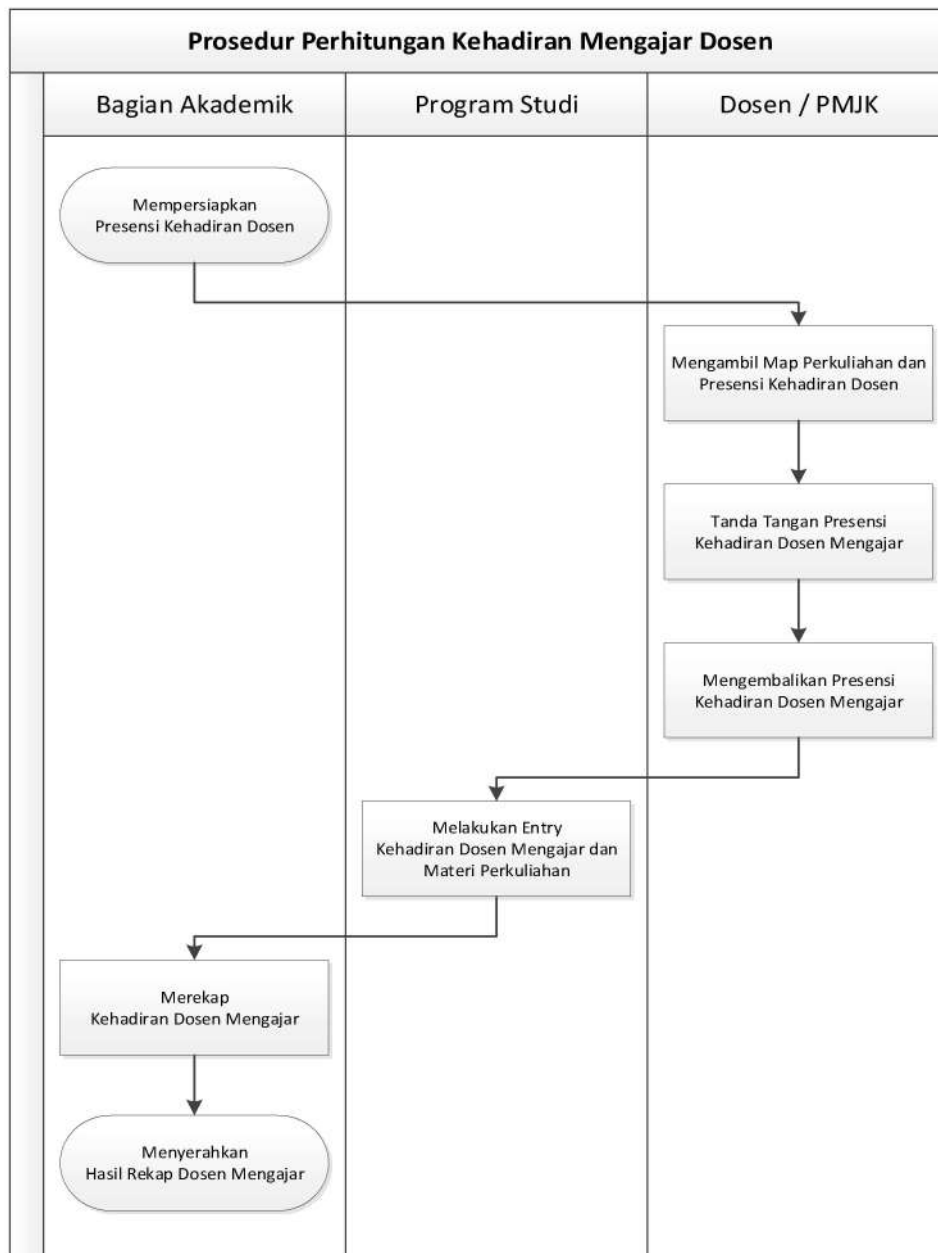 Prosedur Perhitungan Kehadiran Mengajar Dosen
Bagian Akademik
Program Studi
Dosen / PMJK
Mempersiapkan
Presensi Kehadiran Dosen
Mengambil Map Perkuliahan dan
Presensi Kehadiran Dosen
Tanda Tangan Presensi
Kehadiran Dosen Mengajar
Mengembalikan Presensi
Kehadiran Dosen Mengajar
Melakukan Entry
Kehadiran Dosen Mengajar dan
Materi Perkuliahan
Merekap
Kehadiran Dosen Mengajar
Menyerahkan
Hasil Rekap Dosen Mengajar